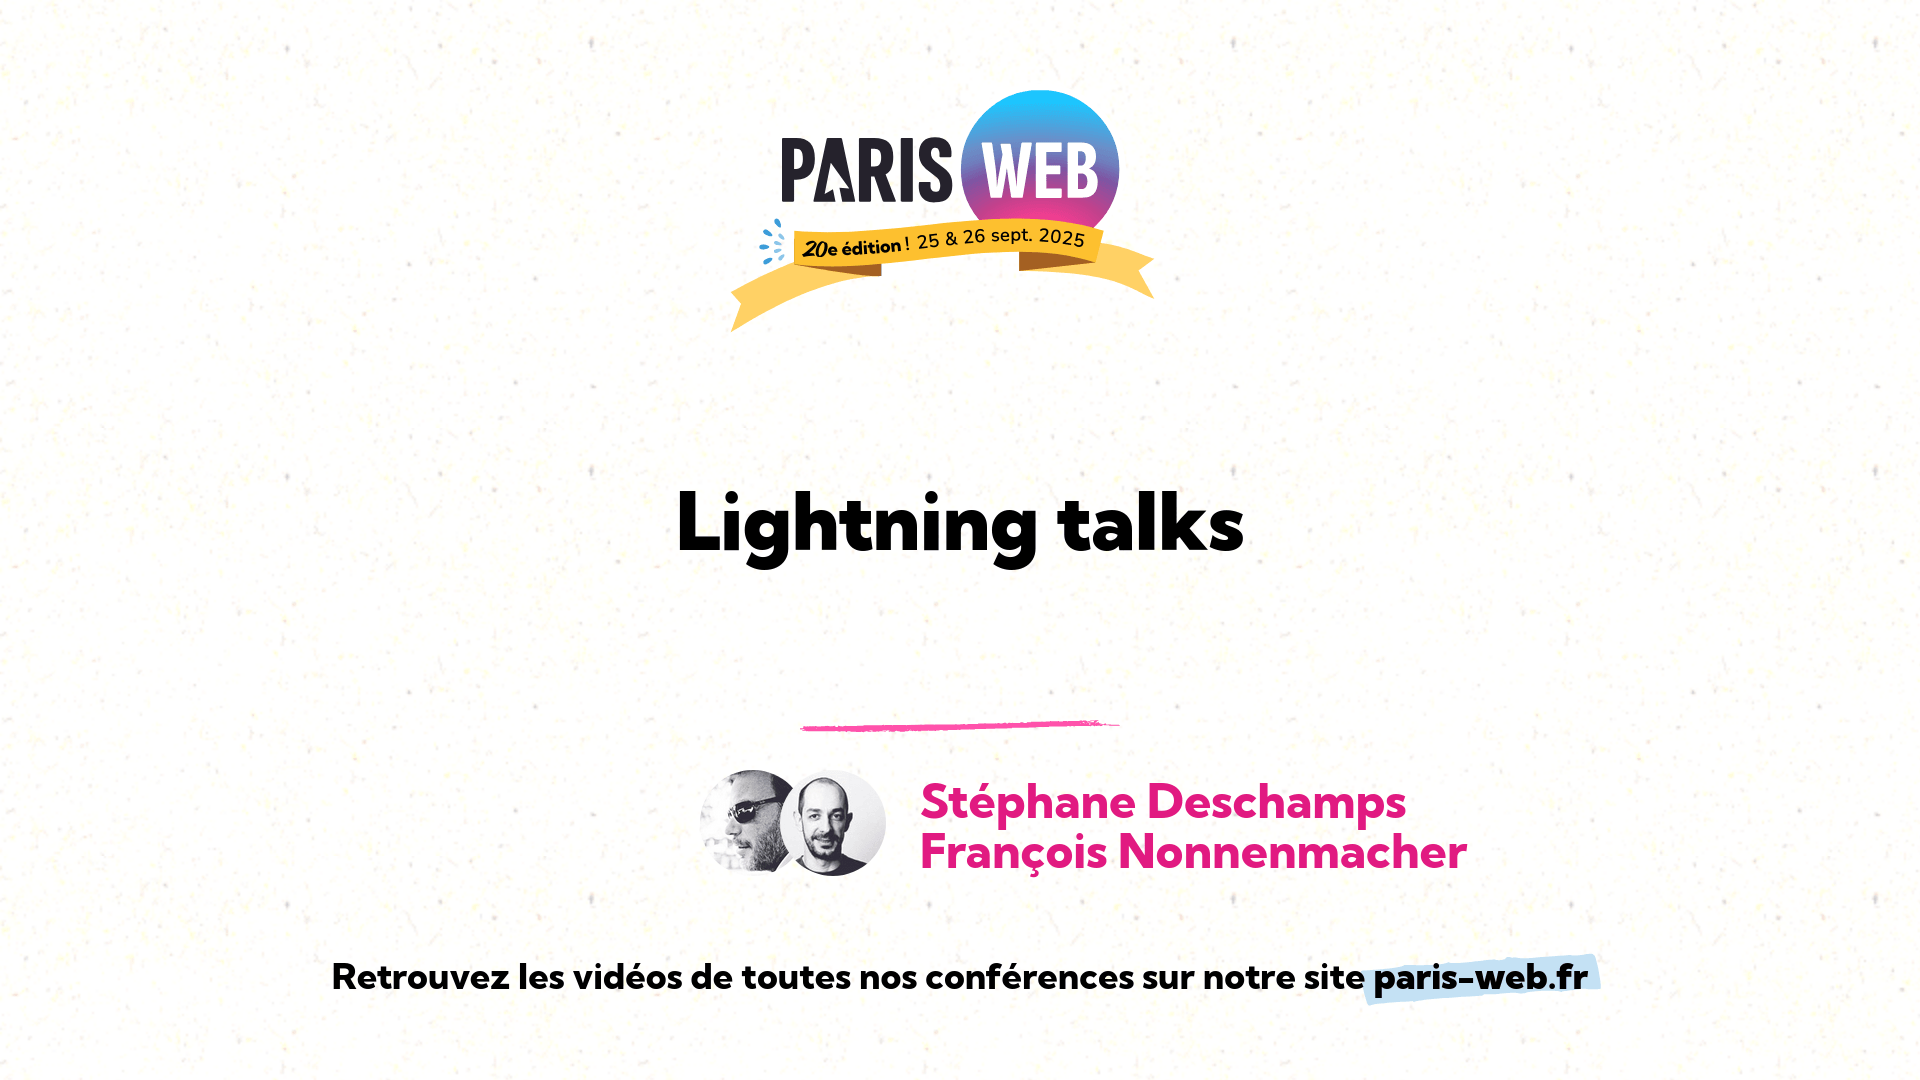 PARIS WEB
20e édition ! 25 & 26 sept. 2025
Lightning talks
Stéphane Deschamps
François Nonnenmacher
Retrouvez les vidéos de toutes nos conférences sur notre site paris-web.fr